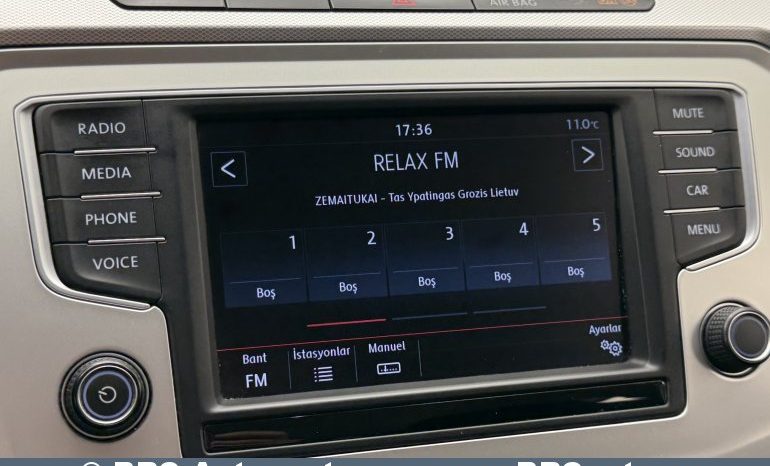 AIR BAG
RADIO
MEDIA
PHONE
VOICE
17:36
11.0°C
<
RELAX FM
>
ZEMAITUKAI - Tas Ypatingas Grozis Lietuv
1 2 3 4 5
Boş Boş Boş Boş Boş
Bant
FM
İstasyonlar
Manuel
Ayarlar
MUTE
SOUND
CAR
MENU